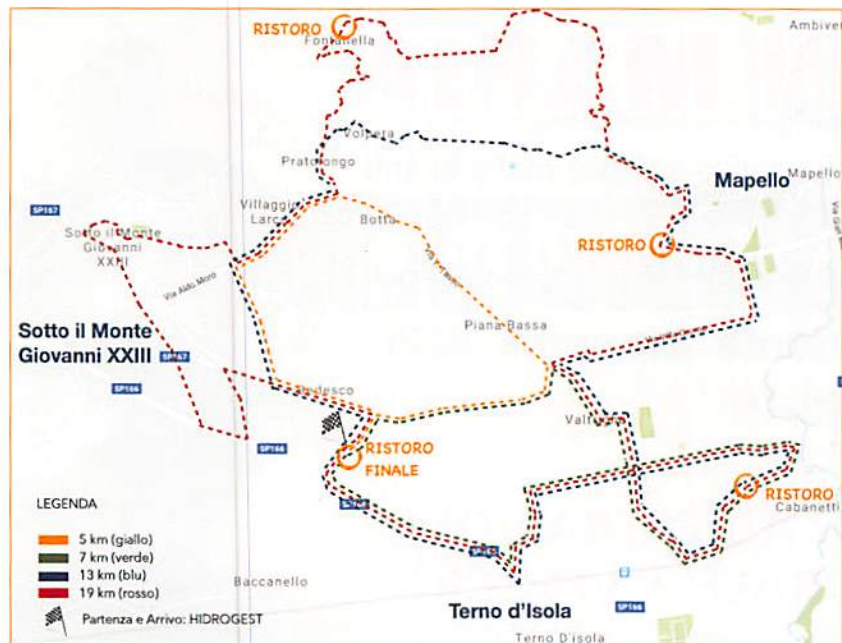 RISTORO
Fontanella
Ambiver
Volpera
Pratolongo
Mapello
Mapello
Villaggio
Larc
SP167
Botta
Sotto il Monte
Giovanni
XXIII
RISTORO
Via Aldo Moro
Sotto il Monte
Giovanni XXIII
Piana Bassa
SP167
SP166
Bedesco
SP166
RISTORO
FINALE
RISTORO
Cabanetti
LEGENDA
5 km (giallo)
7 km (verde)
13 km (blu)
19 km (rosso)
Partenza e Arrivo: HIDROGEST
Baccanello
Terno d'Isola
SP166
Terno D'isola